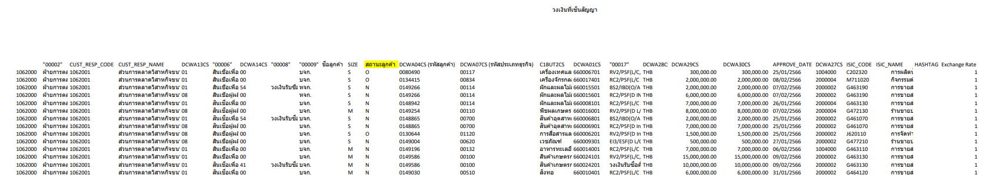 วงเงินที่เซ็นสัญญา
"00002" CUST_RESP_CODE CUST_RESP_NAME DCWA13CS "00006" DCWA14CS "00008" "00009" ชื่อลูกค้า SIZE สถานะลูกค้า DCWA04CS (รหัสลูกค้า) DCWA07CS (รหัสประเภทธุรกิจ) C1BUT2CS DCWA01CS "00017" DCWA28C DCWA29CS DCWA30CS APPROVE_DATE DCWA27CS ISIC_CODE ISIC_NAME HASHTAG Exchange Rate
1062000 ฝ่ายการต 1062001 ส่วนการตลาดวิสาหกิจขน 01 สินเชื่อเพื่อ 00 บจก. S O 0080490 00117 เครื่องเทศแล 660006701 RV2/PSF(L/C, THB 300,000.00 300,000.00 25/01/2566 1004000 C202320 การผลิต 1
1062000 ฝ่ายการต 1062001 ส่วนการตลาดวิสาหกิจขน 01 สินเชื่อเพื่อ 00 บจก. S O 0134415 00834 เครื่องจักรกล 660017401 RC2/PSF(L/C THB 2,000,000.00 2,000,000.00 08/02/2566 2000004 M711020 กิจกรรมด้ 1
1062000 ฝ่ายการต 1062001 ส่วนการตลาดวิสาหกิจขน 01 สินเชื่อเพื่อ 54 วงเงินรับซื้ หจก. S N 0149266 00114 ผักและผลไม้ 660015501 BS2/IBD(O/A THB 2,000,000.00 2,000,000.00 07/02/2566 2000002 G463190 การขายส 1
1062000 ฝ่ายการต 1062001 ส่วนการตลาดวิสาหกิจขน 08 สินเชื่อผู้ผลิ 00 หจก. S N 0149266 00114 ผักและผลไม้ 660015601 RC2/PSF(D IN THB 6,000,000.00 6,000,000.00 07/02/2566 2000002 G463190 การขายส 1
1062000 ฝ่ายการต 1062001 ส่วนการตลาดวิสาหกิจขน 01 สินเชื่อเพื่อ 00 บจก. S N 0148942 00114 ผักและผลไม้ 660008101 RC2/PSF(L/C THB 7,000,000.00 7,000,000.00 26/01/2566 2000004 G463130 การขายส 1
1062000 ฝ่ายการต 1062001 ส่วนการตลาดวิสาหกิจขน 08 สินเชื่อผู้ผลิ 00 บจก. M N 0149254 00110 พืชผลเกษตร 660016001 RV2/PSF(D L/ THB 8,000,000.00 8,000,000.00 07/02/2566 2000004 G472130 ร้านขายป 1
1062000 ฝ่ายการต 1062001 ส่วนการตลาดวิสาหกิจขน 01 สินเชื่อเพื่อ 54 วงเงินรับซื้ บจก. S N 0148865 00700 สินค้าอุตสาห 660006801 BS2/IBD(O/A THB 2,000,000.00 2,000,000.00 25/01/2566 2000002 G461070 การขายส 1
1062000 ฝ่ายการต 1062001 ส่วนการตลาดวิสาหกิจขน 08 สินเชื่อผู้ผลิ 00 บจก. S N 0148865 00700 สินค้าอุตสาห 660006901 RC2/PSF(D IN THB 7,000,000.00 7,000,000.00 25/01/2566 2000002 G461070 การขายส 1
1062000 ฝ่ายการต 1062001 ส่วนการตลาดวิสาหกิจขน 08 สินเชื่อผู้ผลิ 00 บจก. S O 0130644 01120 การสื่อสารแล 660006201 RV2/PSF(D In THB 1,500,000.00 1,500,000.00 25/01/2566 2000002 J620110 การจัดทำ 1
1062000 ฝ่ายการต 1062001 ส่วนการตลาดวิสาหกิจขน 08 สินเชื่อผู้ผลิ 00 บจก. S N 0149004 00620 เวชภัณฑ์ 660009301 EI3/ESF(D L/ THB 500,000.00 500,000.00 27/01/2566 2000002 G477210 ร้านขายป 1
1062000 ฝ่ายการต 1062001 ส่วนการตลาดวิสาหกิจขน 01 สินเชื่อเพื่อ 00 บจก. M N 0149196 00132 อาหารทะเลอื 660014001 RC2/PSF(L/C THB 7,000,000.00 7,000,000.00 06/02/2566 1004000 G463110 การขายส 1
1062000 ฝ่ายการต 1062001 ส่วนการตลาดวิสาหกิจขน 01 สินเชื่อเพื่อ 00 บจก. M N 0149586 00100 สินค้าเกษตรก 660024101 RV2/PSF(L/C, THB 15,000,000.00 15,000,000.00 09/02/2566 2000002 G463130 การขายส 1
1062000 ฝ่ายการต 1062001 ส่วนการตลาดวิสาหกิจขน 01 สินเชื่อเพื่อ 41 วงเงินรับซื้ บจก. M N 0149586 00100 สินค้าเกษตรก 660024201 วงเงินรับซื้อตั๋ THB 10,000,000.00 10,000,000.00 09/02/2566 2000002 G463130 การขายส 1
1062000 ฝ่ายการต 1062001 ส่วนการตลาดวิสาหกิจขน 01 สินเชื่อเพื่อ 00 บจก. M N 0149030 00510 สิ่งทอ 660010401 RC2/PSF(L/C THB 6,000,000.00 6,000,000.00 31/01/2566 2000002 G464120 การขายส 1